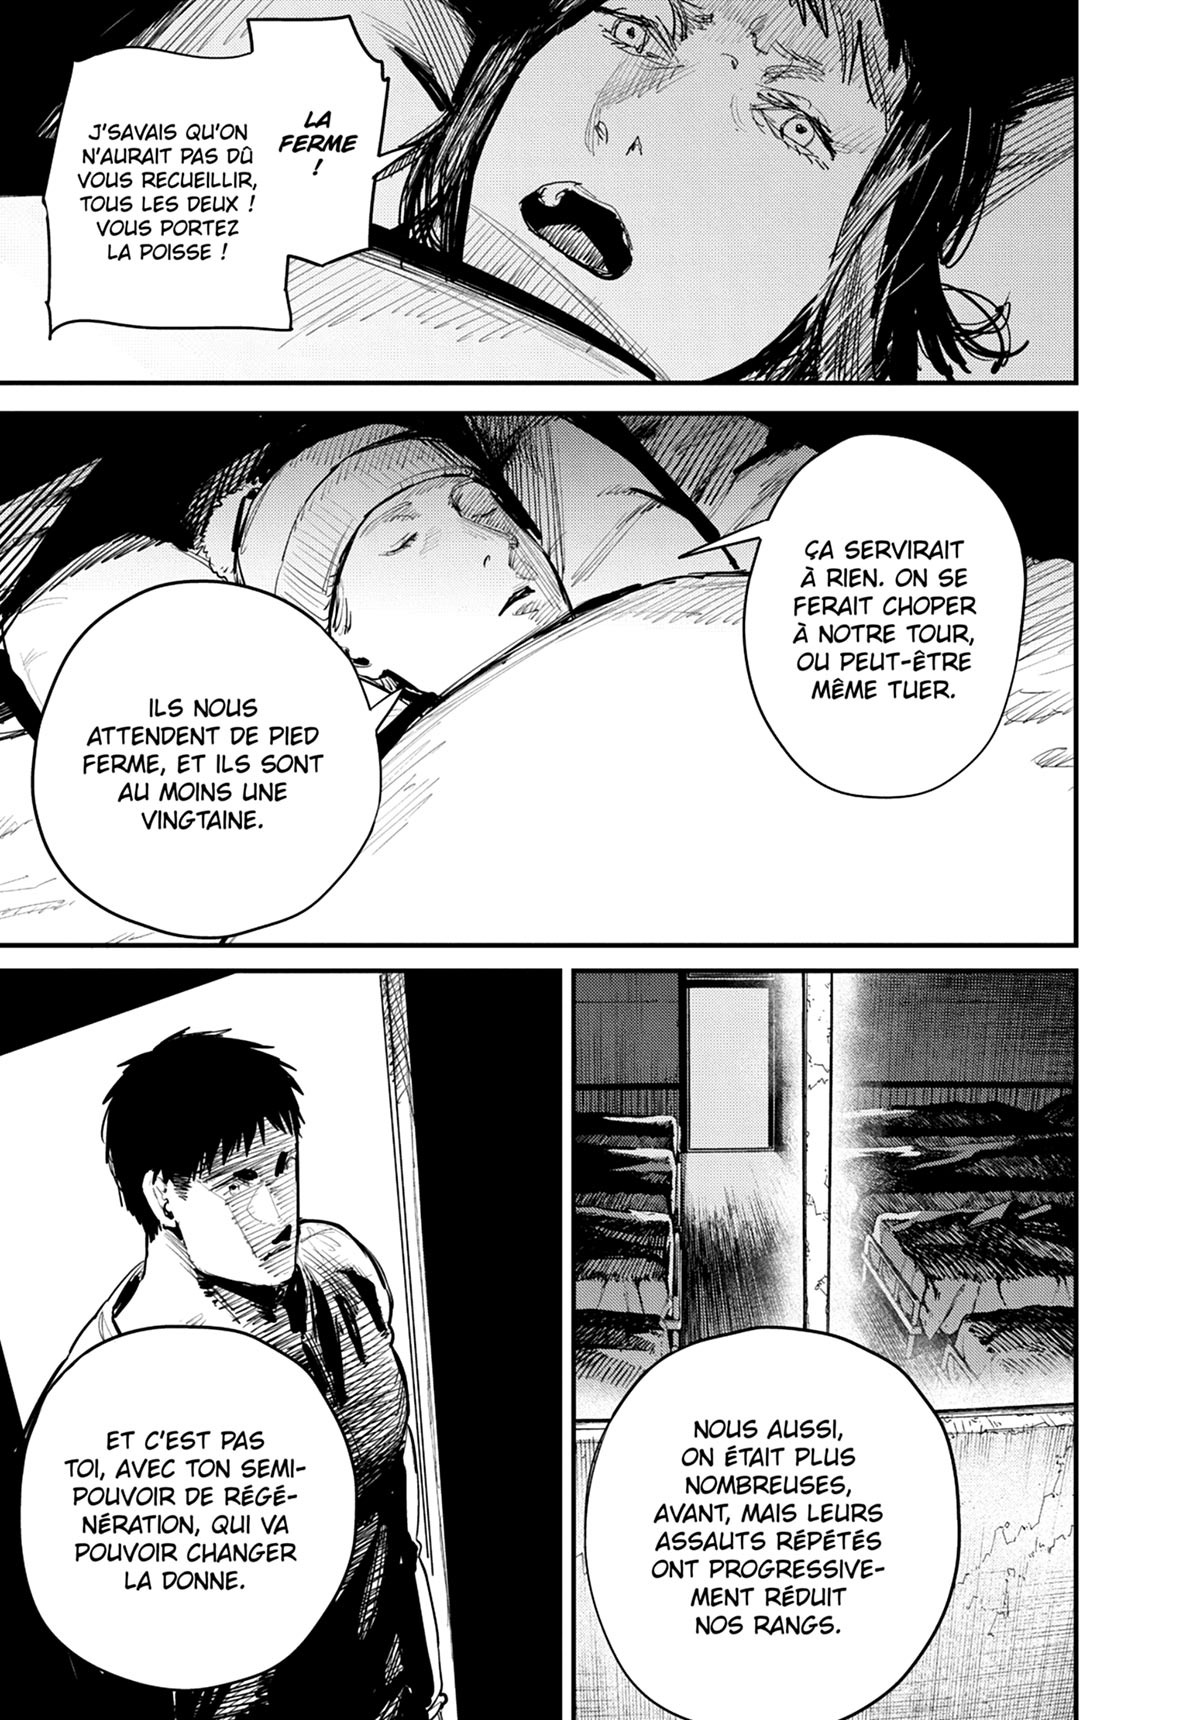 LA
FERME
!
J'SAVAIS QU'ON
N'AURAIT PAS DÛ
VOUS RECUEILLIR,
TOUS LES DEUX !
VOUS PORTEZ
LA POISSE !
ÇA SERVIRAIT
À RIEN. ON SE
FERAIT CHOPER
À NOTRE TOUR,
OU PEUT-ÊTRE
MÊME TUER.
ILS NOUS
ATTENDENT DE PIED
FERME, ET ILS SONT
AU MOINS UNE
VINGTAINE.
NOUS AUSSI,
ON ÉTAIT PLUS
NOMBREUSES,
AVANT, MAIS LEURS
ASSAUTS RÉPÉTÉS
ONT PROGRESSIVE-
MENT RÉDUIT
NOS RANGS.
ET C'EST PAS
TOI, AVEC TON SEMI-
POUVOIR DE RÉGÉ-
NÉRATION, QUI VA
POUVOIR CHANGER
LA DONNE.